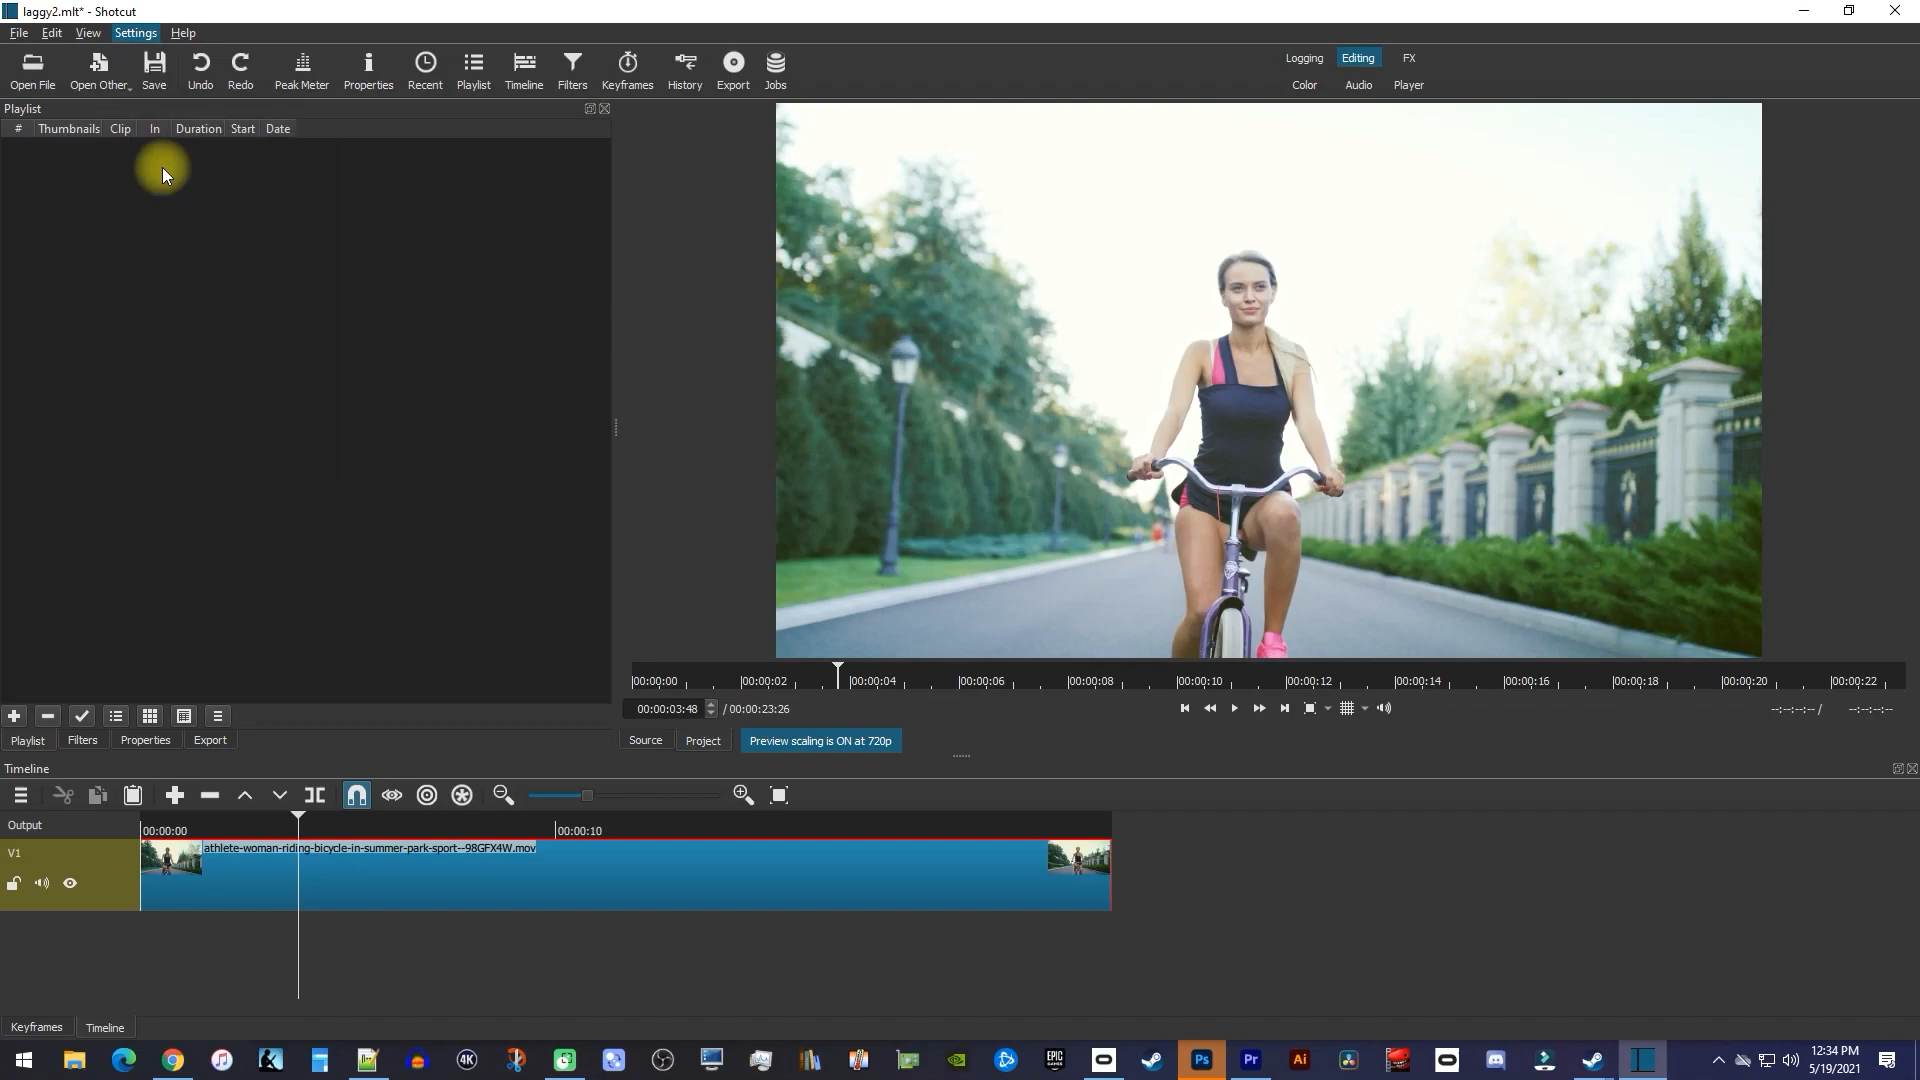 laggy2.mlt* - Shotcut
File Edit View Settings Help
Open File Open Other.. Save Undo Redo Peak Meter Properties Recent Playlist Timeline Filters Keyframes History Export Jobs
Logging Editing FX
Color Audio Player
Playlist
# Thumbnails Clip In Duration Start Date
00:00:00 00:00:02 00:00:04 00:00:06 00:00:08 00:00:10 00:00:12 00:00:14 00:00:16 00:00:18 00:00:20 00:00:22
00:00:03:48 / 00:00:23:26 --:--:--:-- / --:--:--:--
Playlist Filters Properties Export
Source Project Preview scaling is ON at 720p
Timeline
Output 00:00:00 00:00:10
V1 athlete-woman-riding-bicycle-in-summer-park-sport--98GFX4W.mov
Keyframes Timeline
4K EPIC GAMES Ps Pr Ai
12:34 PM
5/19/2021